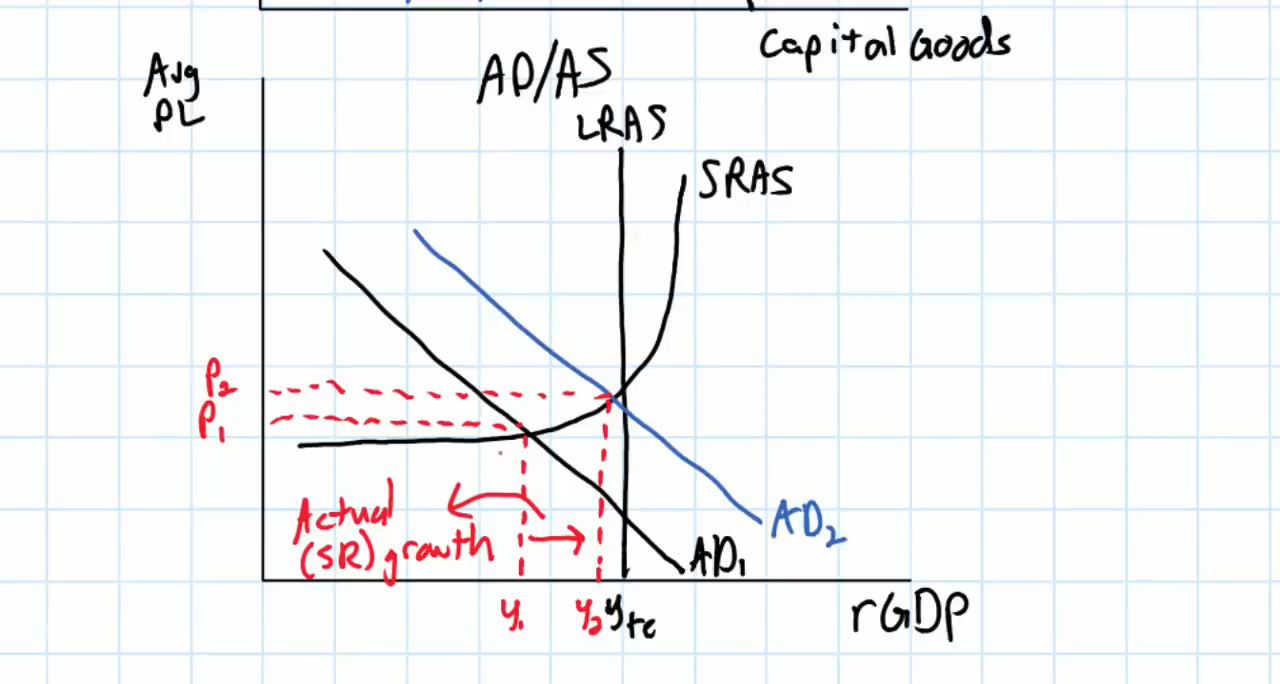 Capital Goods
Avg
PL
AD/AS
LRAS
SRAS
P2
P1
Actual
(SR) growth
AD2
AD1
y1
y2
yfe
rGDP